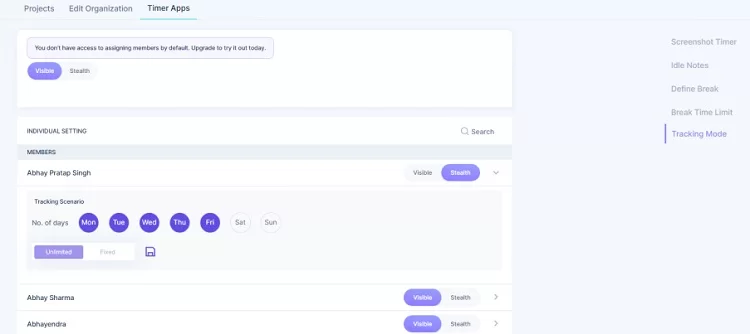 Projects Edit Organization Timer Apps
You don't have access to assigning members by default. Upgrade to try it out today.
Visible Stealth
Screenshot Timer
Idle Notes
Define Break
Break Time Limit
Tracking Mode
INDIVIDUAL SETTING Search
MEMBERS
Abhay Pratap Singh Visible Stealth
Tracking Scenario
No. of days Mon Tue Wed Thu Fri Sat Sun
Unlimited Fixed
Abhay Sharma Visible Stealth
Abhayendra Visible Stealth